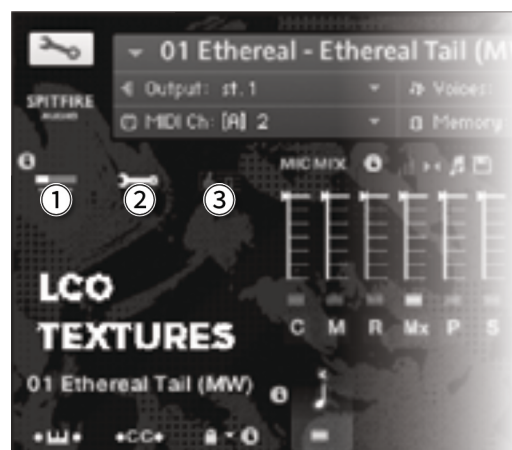 01 Ethereal - Ethereal Tail (M
Output: st. 1
Voices:
MIDI Ch: [A] 2
Memory
SPITFIRE
AUDIO
MIC MIX
1 2 3
C M R Mx P S
LCO
TEXTURES
01 Ethereal Tail (MW)
CC